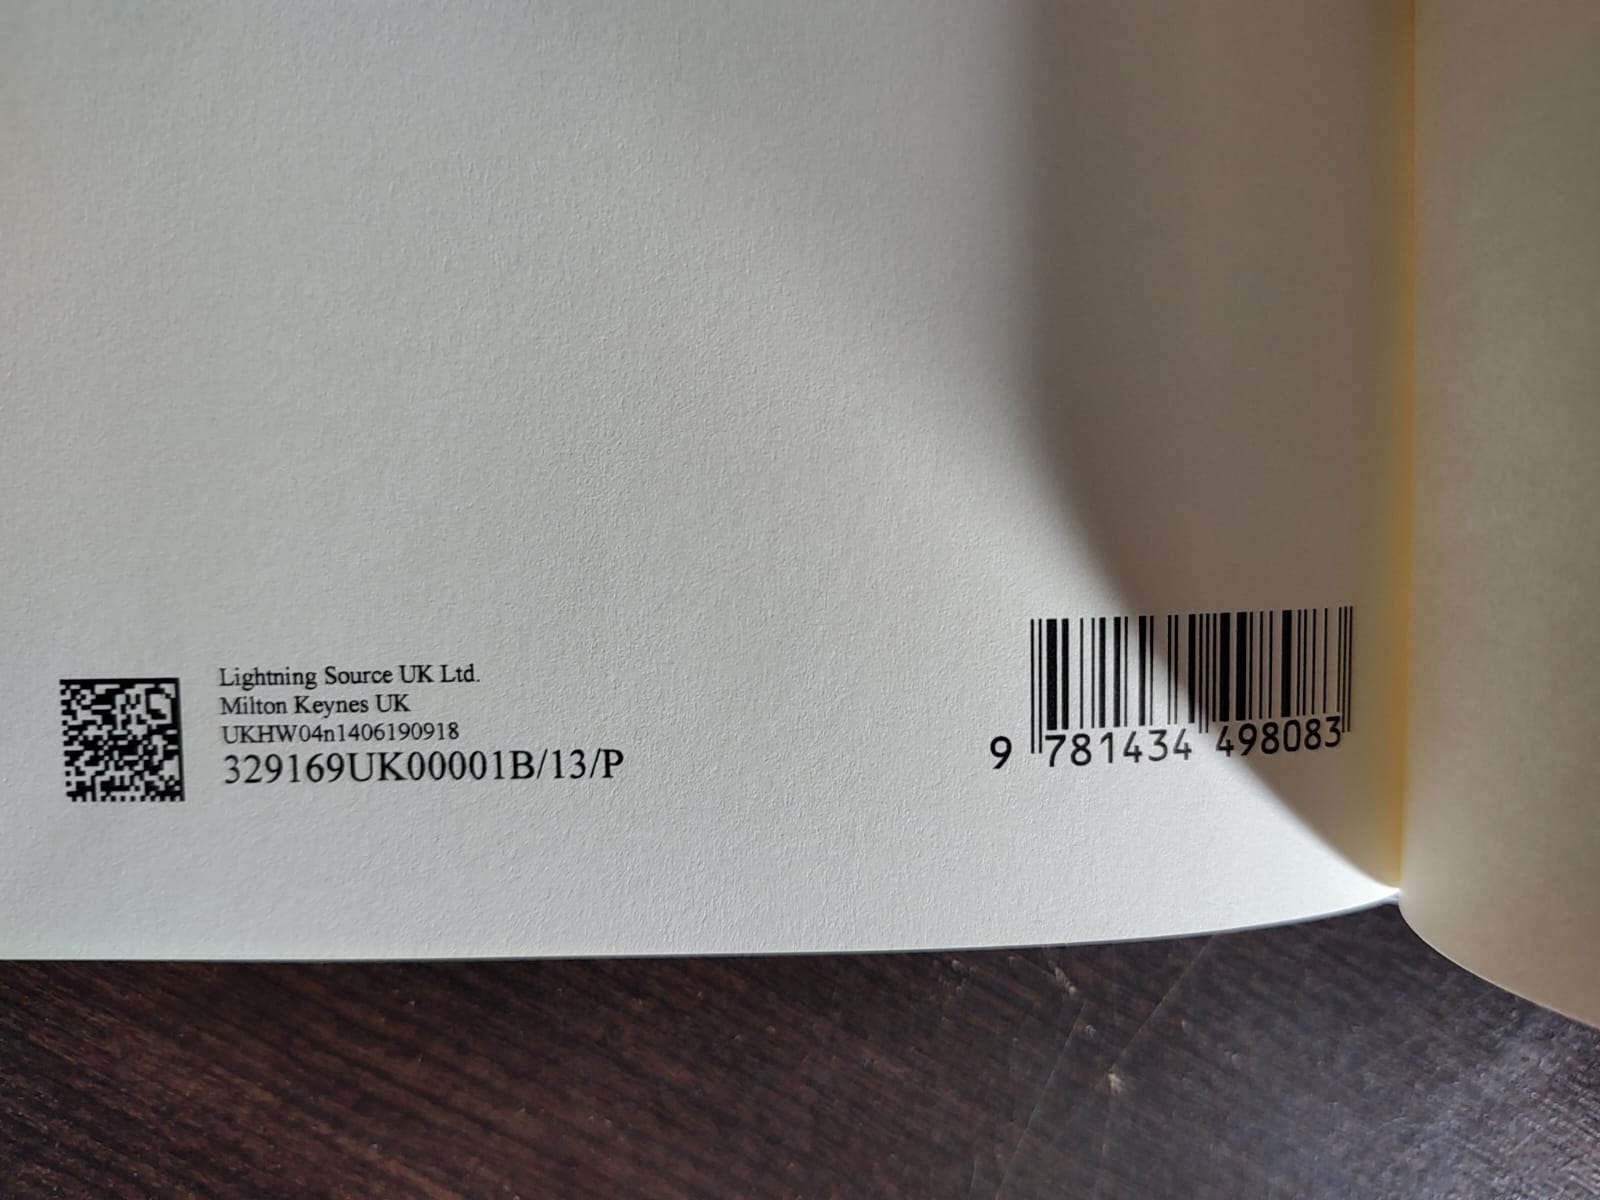 Lightning Source UK Ltd.
Milton Keynes UK
UKHW04n1406190918
329169UK00001B/13/P
9 781434 498083